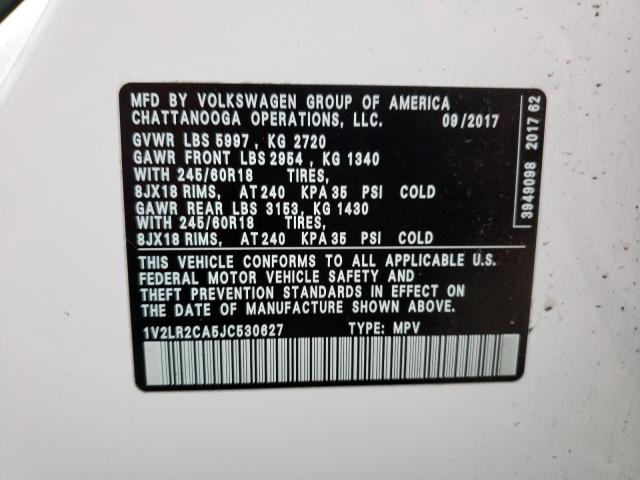 MFD BY VOLKSWAGEN GROUP OF AMERICA
CHATTANOOGA OPERATIONS, LLC. 09/2017
GVWR LBS 5997, KG 2720
GAWR FRONT LBS 2954, KG 1340
WITH 245/60R18 TIRES,
8JX18 RIMS, AT 240 KPA 35 PSI COLD
GAWR REAR LBS 3153, KG 1430
WITH 245/60R18 TIRES,
8JX18 RIMS, AT 240 KPA 35 PSI COLD
THIS VEHICLE CONFORMS TO ALL APPLICABLE U.S.
FEDERAL MOTOR VEHICLE SAFETY AND
THEFT PREVENTION STANDARDS IN EFFECT ON
THE DATE OF MANUFACTURE SHOWN ABOVE.
1V2LR2CA5JC530627 TYPE: MPV
3949098 2017 62